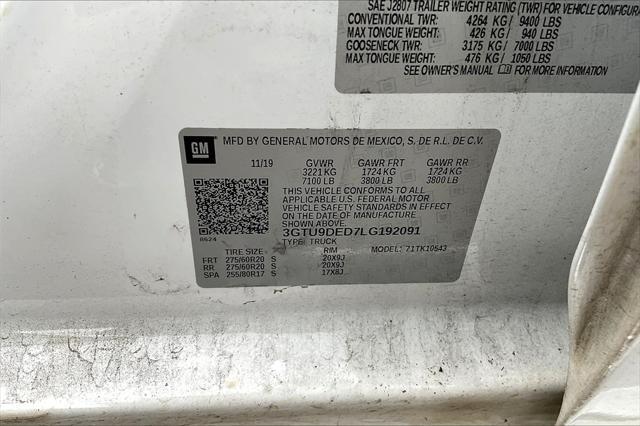 SAE J2807 TRAILER WEIGHT RATING (TWR) FOR VEHICLE CONFIGURA
CONVENTIONAL TWR: 4264 KG / 9400 LBS
MAX TONGUE WEIGHT: 426 KG / 940 LBS
GOOSENECK TWR: 3175 KG / 7000 LBS
MAX TONGUE WEIGHT: 476 KG / 1050 LBS
SEE OWNER'S MANUAL FOR MORE INFORMATION
GM MFD BY GENERAL MOTORS DE MEXICO, S. DE R.L. DE C.V.
11/19 GVWR GAWR FRT GAWR RR
3221 KG 1724 KG 1724 KG
7100 LB 3800 LB 3800 LB
THIS VEHICLE CONFORMS TO ALL
APPLICABLE U.S. FEDERAL MOTOR
VEHICLE SAFETY STANDARDS IN
EFFECT ON THE DATE OF
MANUFACTURE SHOWN ABOVE.
3GTU9DED7LG192091
8624 TYPE: TRUCK
TIRE SIZE RIM 71TK10543
FRT 275/60R20 S 20X9J
RR 275/60R20 S 20X9J
SPA 255/80R17 S 17X8J